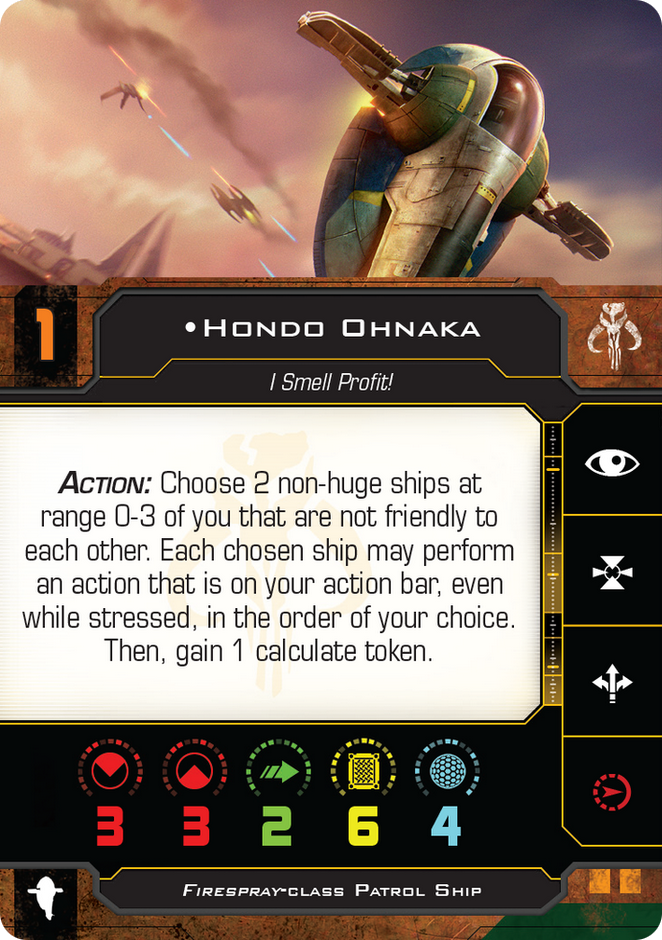 1
•Hondo Ohnaka
I Smell Profit!
Action: Choose 2 non-huge ships at
range 0-3 of you that are not friendly to
each other. Each chosen ship may perform
an action that is on your action bar, even
while stressed, in the order of your choice.
Then, gain 1 calculate token.
3 3 2 6 4
Firespray-class Patrol Ship